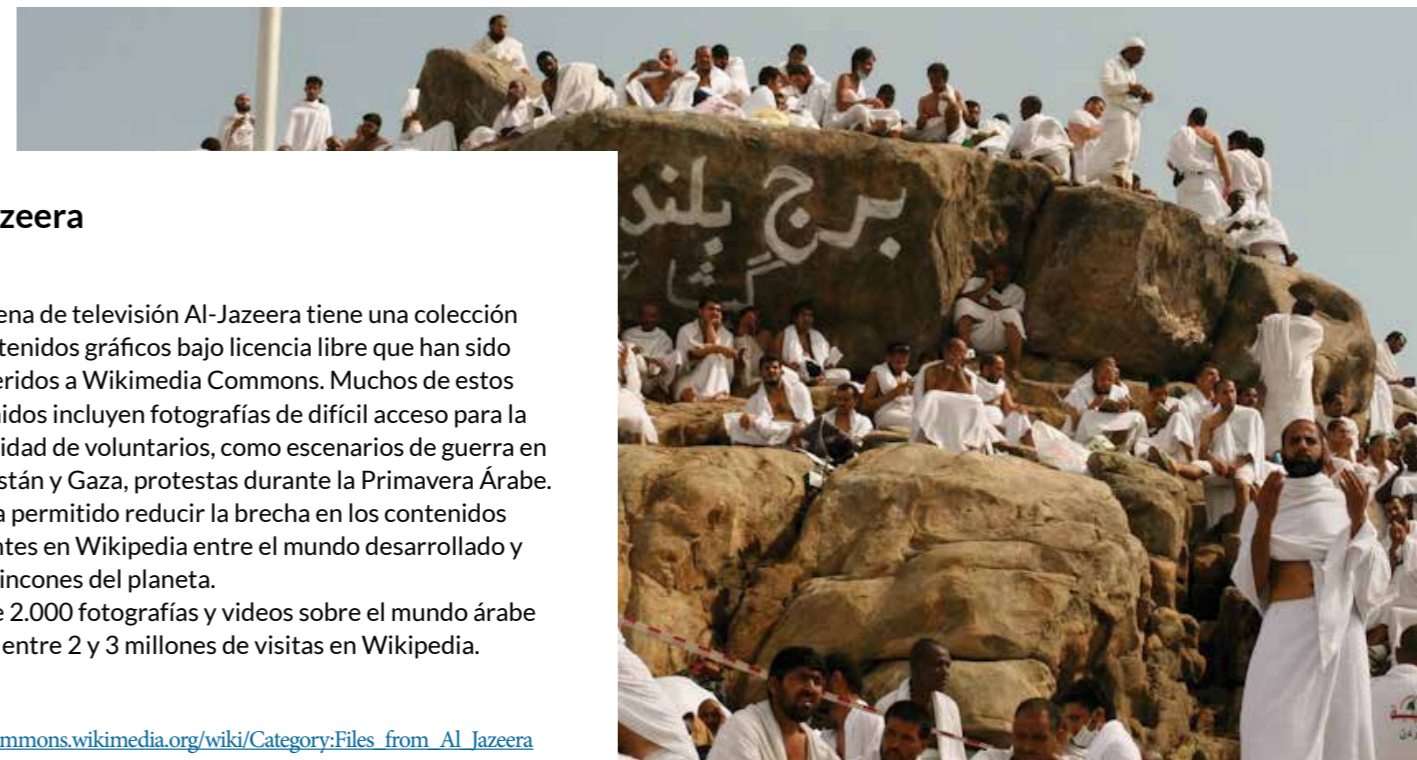 zeera
ena de televisión Al-Jazeera tiene una colección
tenidos gráficos bajo licencia libre que han sido
eridos a Wikimedia Commons. Muchos de estos
nidos incluyen fotografías de difícil acceso para la
idad de voluntarios, como escenarios de guerra en
stán y Gaza, protestas durante la Primavera Árabe.
a permitido reducir la brecha en los contenidos
ntes en Wikipedia entre el mundo desarrollado y
incones del planeta.
e 2.000 fotografías y videos sobre el mundo árabe
entre 2 y 3 millones de visitas en Wikipedia.
mmons.wikimedia.org/wiki/Category:Files_from_Al_Jazeera
برج بلند